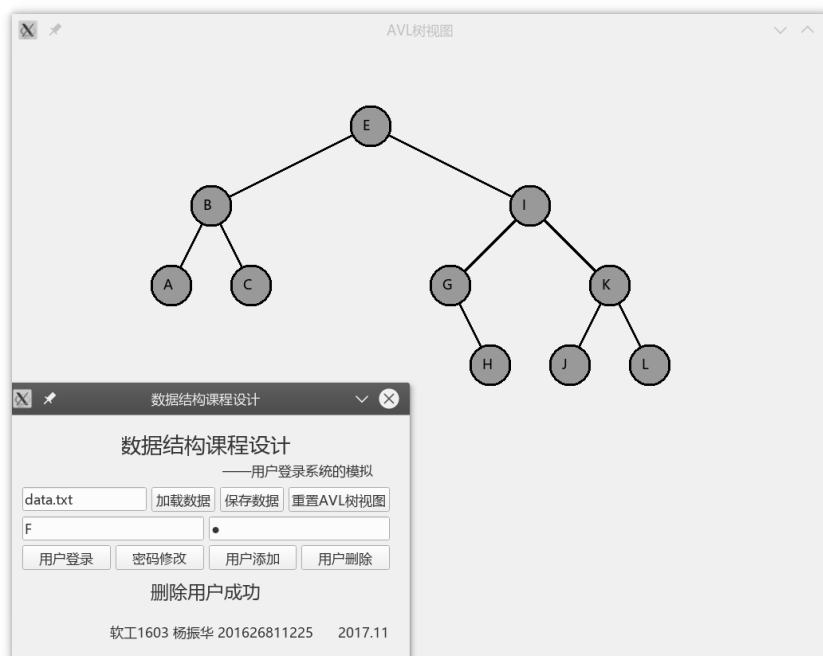 AVL树视图
E
B I
A C G K
H J L
数据结构课程设计
数据结构课程设计
——用户登录系统的模拟
data.txt 加载数据 保存数据 重置AVL树视图
F ●
用户登录 密码修改 用户添加 用户删除
删除用户成功
软工1603 杨振华 201626811225 2017.11